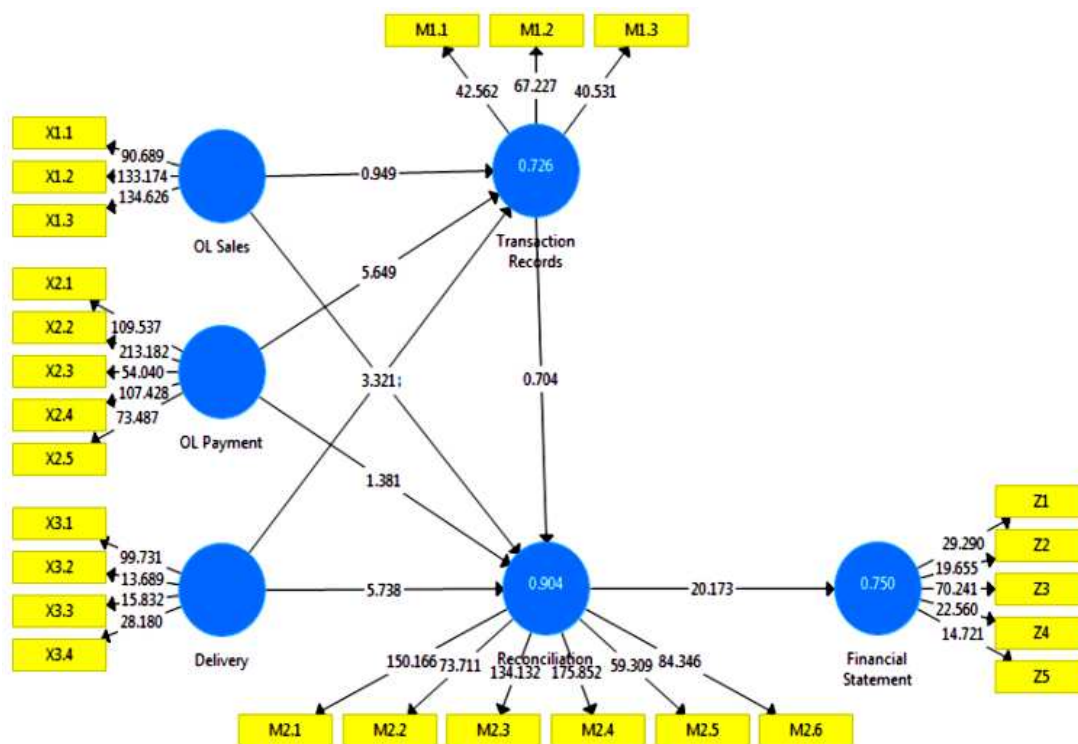 M1.1 M1.2 M1.3
42.562 67.227 40.531
X1.1
90.689
X1.2
133.174
X1.3
134.626
OL Sales
0.949
0.726
Transaction
Records
X2.1
109.537
X2.2
213.182
X2.3
54.040
X2.4
107.428
X2.5
73.487
OL Payment
5.649
3.321
0.704
1.381
X3.1
99.731
X3.2
13.689
X3.3
15.832
X3.4
28.180
Delivery
5.738
0.904
Reconciliation
20.173
0.750
Financial
Statement
Z1
29.290
Z2
19.655
Z3
70.241
Z4
22.560
Z5
14.721
150.166 73.711 134.132 175.852 59.309 84.346
M2.1 M2.2 M2.3 M2.4 M2.5 M2.6